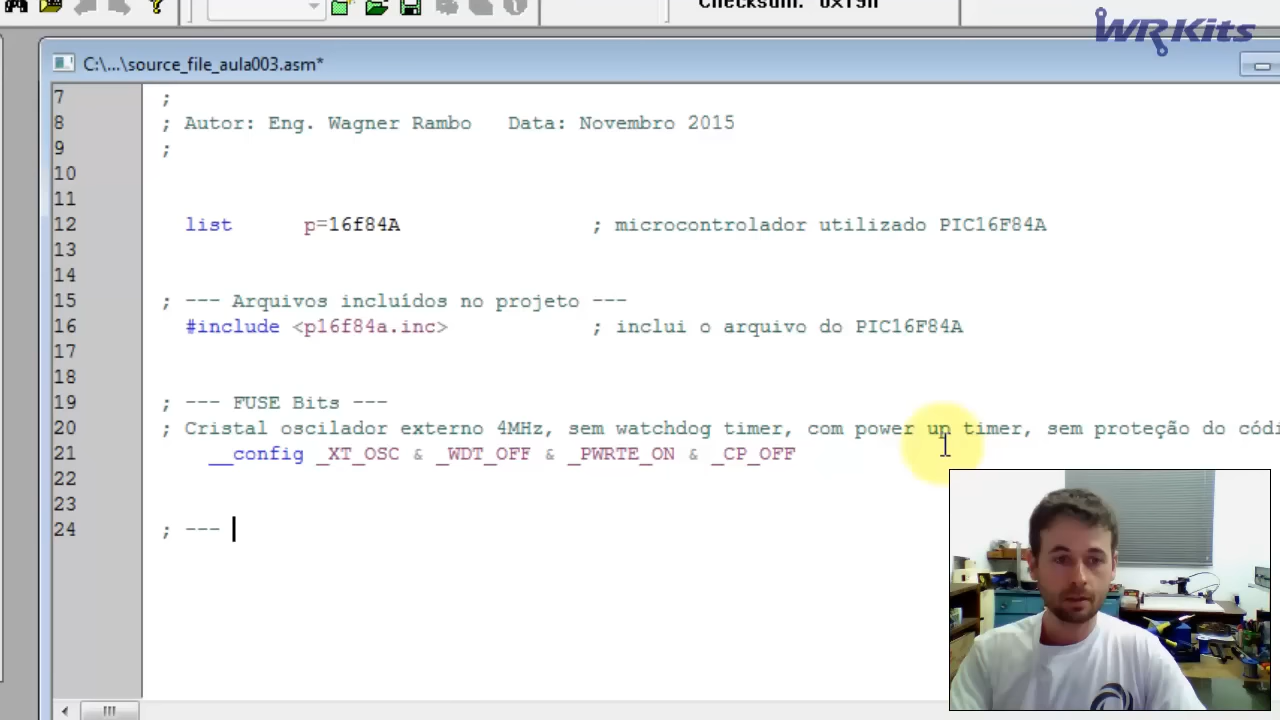 Checksum: 0x19ff
WR Kits
C:\...\source_file_aula003.asm*
7 ;
8 ; Autor: Eng. Wagner Rambo Data: Novembro 2015
9 ;
10
11
12 list p=16f84A ; microcontrolador utilizado PIC16F84A
13
14
15 ; --- Arquivos incluídos no projeto ---
16 #include <p16f84a.inc> ; inclui o arquivo do PIC16F84A
17
18
19 ; --- FUSE Bits ---
20 ; Cristal oscilador externo 4MHz, sem watchdog timer, com power up timer, sem proteção do códi
21 __config _XT_OSC & _WDT_OFF & _PWRTE_ON & _CP_OFF
22
23
24 ; ---